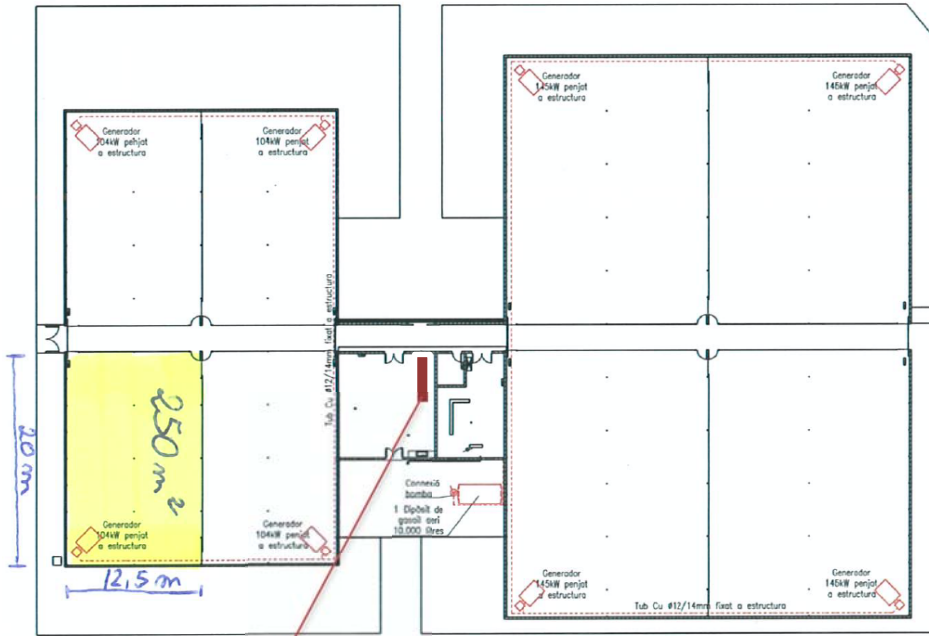 Generador
145kW penjat
a estructura
Generador
145kW penjat
a estructura
Generador
104kW penjat
a estructura
Generador
104kW penjat
a estructura
Tub Cu Ø12/14mm fixat a estructura
250 m²
20 m
Connexió
bomba
1 Dipòsit de
gasoil aeri
10.000 litres
Generador
104kW penjat
a estructura
Generador
104kW penjat
a estructura
12,5 m
Generador
145kW penjat
a estructura
Generador
145kW penjat
a estructura
Tub Cu Ø12/14mm fixat a estructura